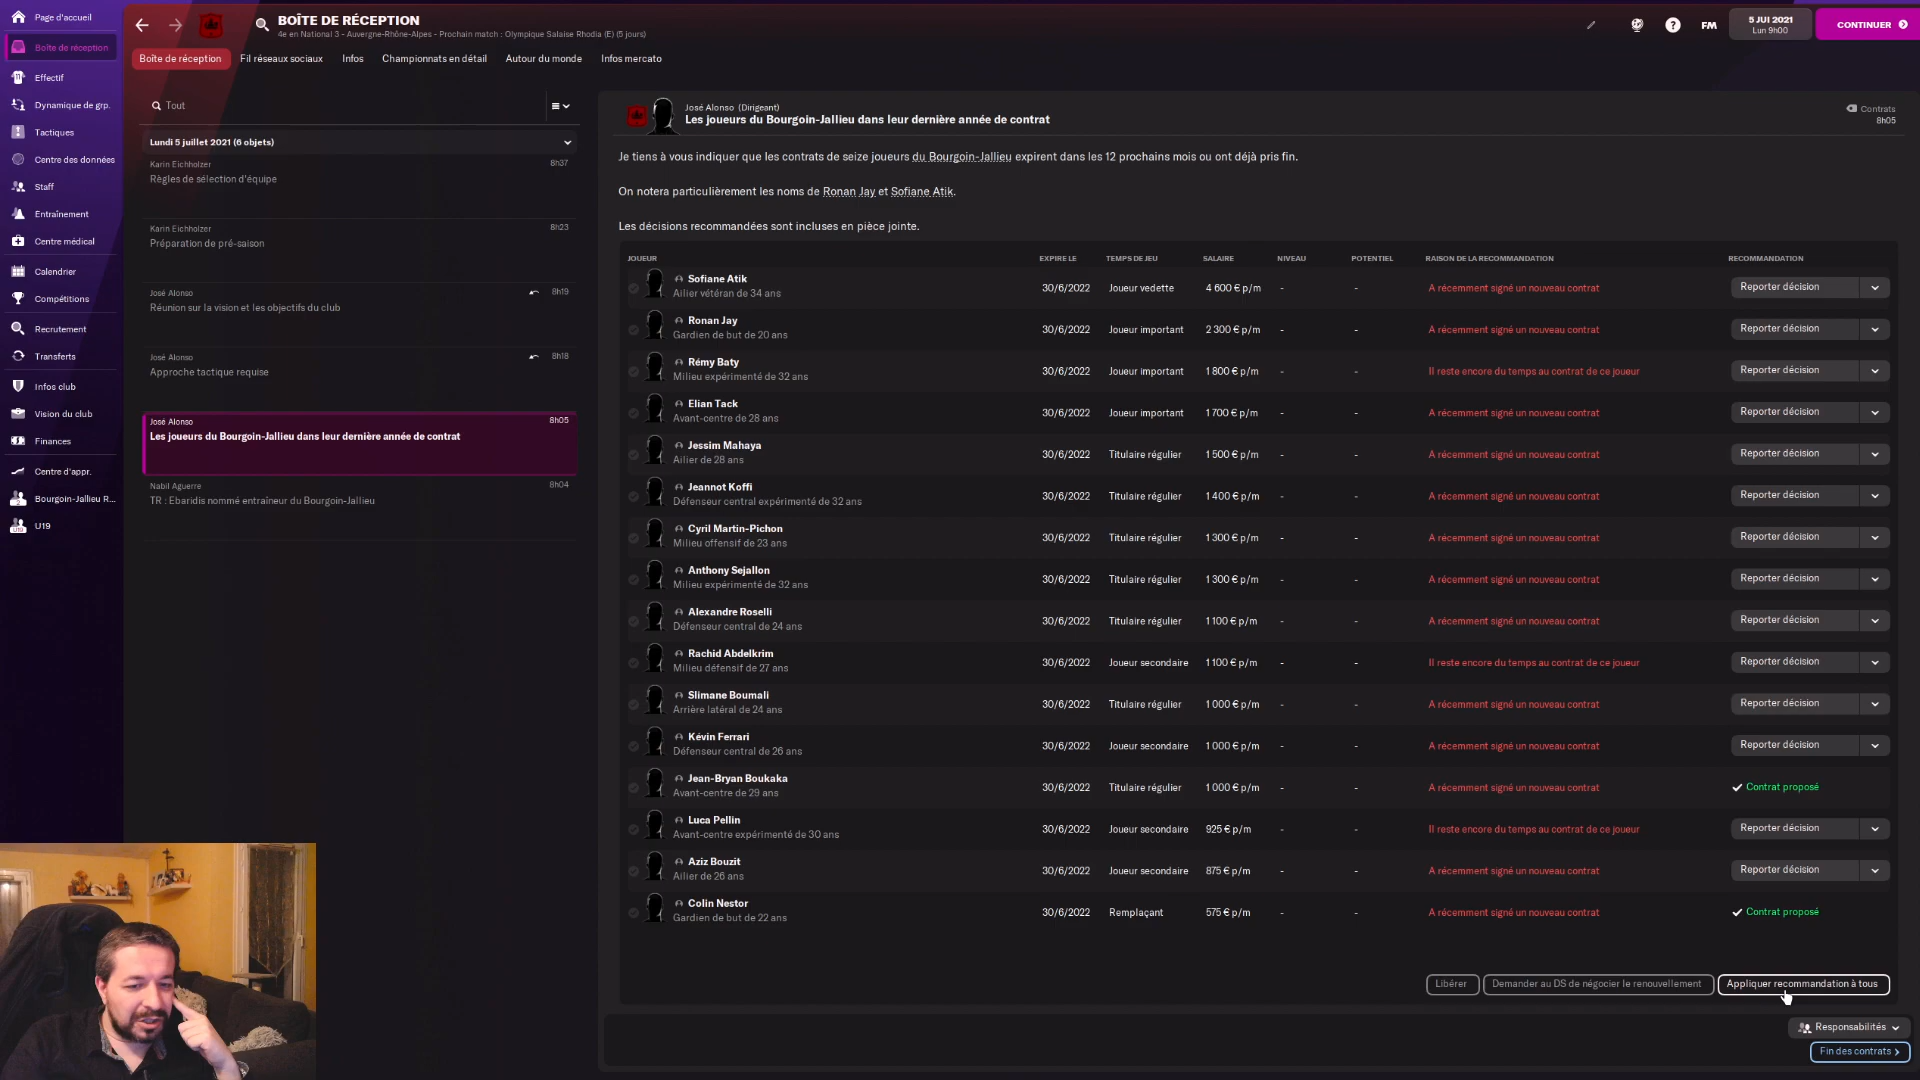 Page d'accueil
Boîte de réception
Effectif
Dynamique de grp.
Tactiques
Centre des données
Staff
Entraînement
Centre médical
Calendrier
Compétitions
Recrutement
Transferts
Infos club
Vision du club
Finances
Centre d'appr.
Bourgoin-Jallieu R...
U19
BOÎTE DE RÉCEPTION
4e en National 3 - Auvergne-Rhône-Alpes - Prochain match : Olympique Salaise Rhodia (E) (5 jours)
FM
5 JUI 2021
Lun 9h00
CONTINUER
Boîte de réception Fil réseaux sociaux Infos Championnats en détail Autour du monde Infos mercato
Tout
Lundi 5 juillet 2021 (6 objets)
Karin Eichholzer 8h37
Règles de sélection d'équipe
Karin Eichholzer 8h23
Préparation de pré-saison
José Alonso 8h19
Réunion sur la vision et les objectifs du club
José Alonso 8h18
Approche tactique requise
José Alonso 8h05
Les joueurs du Bourgoin-Jallieu dans leur dernière année de contrat
Nabil Aguerre 8h04
TR : Ebaridis nommé entraîneur du Bourgoin-Jallieu
José Alonso (Dirigeant)
Les joueurs du Bourgoin-Jallieu dans leur dernière année de contrat
Contrats
8h05
Je tiens à vous indiquer que les contrats de seize joueurs du Bourgoin-Jallieu expirent dans les 12 prochains mois ou ont déjà pris fin.
On notera particulièrement les noms de Ronan Jay et Sofiane Atik.
Les décisions recommandées sont incluses en pièce jointe.
JOUEUR EXPIRE LE TEMPS DE JEU SALAIRE NIVEAU POTENTIEL RAISON DE LA RECOMMANDATION RECOMMANDATION
Sofiane Atik
Ailier vétéran de 34 ans
30/6/2022 Joueur vedette 4 600 € p/m - - A récemment signé un nouveau contrat Reporter décision
Ronan Jay
Gardien de but de 20 ans
30/6/2022 Joueur important 2 300 € p/m - - A récemment signé un nouveau contrat Reporter décision
Rémy Baty
Milieu expérimenté de 32 ans
30/6/2022 Joueur important 1 800 € p/m - - Il reste encore du temps au contrat de ce joueur Reporter décision
Elian Tack
Avant-centre de 28 ans
30/6/2022 Joueur important 1 700 € p/m - - A récemment signé un nouveau contrat Reporter décision
Jessim Mahaya
Ailier de 28 ans
30/6/2022 Titulaire régulier 1 500 € p/m - - A récemment signé un nouveau contrat Reporter décision
Jeannot Koffi
Défenseur central expérimenté de 32 ans
30/6/2022 Titulaire régulier 1 400 € p/m - - A récemment signé un nouveau contrat Reporter décision
Cyril Martin-Pichon
Milieu offensif de 23 ans
30/6/2022 Titulaire régulier 1 300 € p/m - - A récemment signé un nouveau contrat Reporter décision
Anthony Sejallon
Milieu expérimenté de 32 ans
30/6/2022 Titulaire régulier 1 300 € p/m - - A récemment signé un nouveau contrat Reporter décision
Alexandre Roselli
Défenseur central de 24 ans
30/6/2022 Titulaire régulier 1 100 € p/m - - A récemment signé un nouveau contrat Reporter décision
Rachid Abdelkrim
Milieu défensif de 27 ans
30/6/2022 Joueur secondaire 1 100 € p/m - - Il reste encore du temps au contrat de ce joueur Reporter décision
Slimane Boumali
Arrière latéral de 24 ans
30/6/2022 Titulaire régulier 1 000 € p/m - - A récemment signé un nouveau contrat Reporter décision
Kévin Ferrari
Défenseur central de 26 ans
30/6/2022 Joueur secondaire 1 000 € p/m - - A récemment signé un nouveau contrat Reporter décision
Jean-Bryan Boukaka
Avant-centre de 29 ans
30/6/2022 Titulaire régulier 1 000 € p/m - - A récemment signé un nouveau contrat Contrat proposé
Luca Pellin
Avant-centre expérimenté de 30 ans
30/6/2022 Joueur secondaire 925 € p/m - - Il reste encore du temps au contrat de ce joueur Reporter décision
Aziz Bouzit
Ailier de 26 ans
30/6/2022 Joueur secondaire 875 € p/m - - A récemment signé un nouveau contrat Reporter décision
Colin Nestor
Gardien de but de 22 ans
30/6/2022 Remplaçant 575 € p/m - - A récemment signé un nouveau contrat Contrat proposé
Libérer Demander au DS de négocier le renouvellement Appliquer recommandation à tous
Responsabilités
Fin des contrats